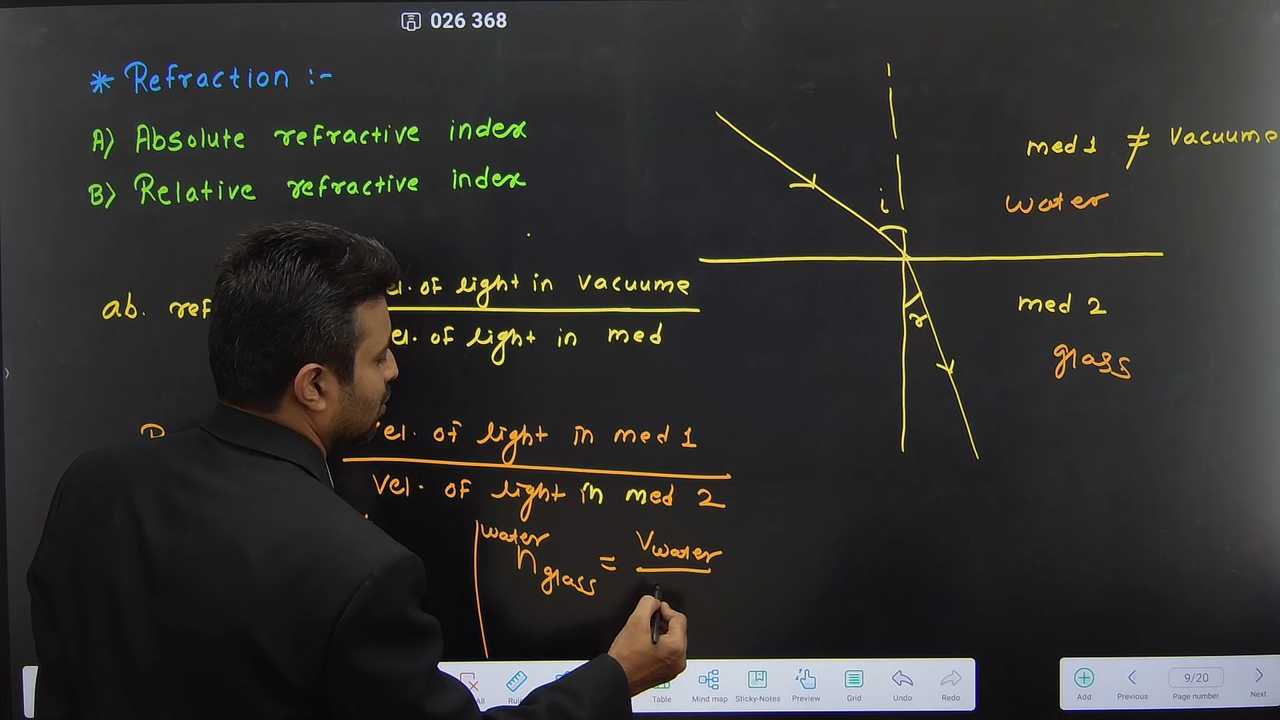 026 368
* Refraction :-
A) Absolute refractive index
B) Relative refractive index
ab. ref
el. of light in vacuume
el. of light in med
el. of light in med 1
vel. of light in med 2
water
n glass = Vwater
i
r
med 1 ≠ vacuume
water
med 2
glass
Table
Mind map
Sticky-Notes
Preview
Grid
Undo
Redo
Add
Previous
9/20
Page number
Next